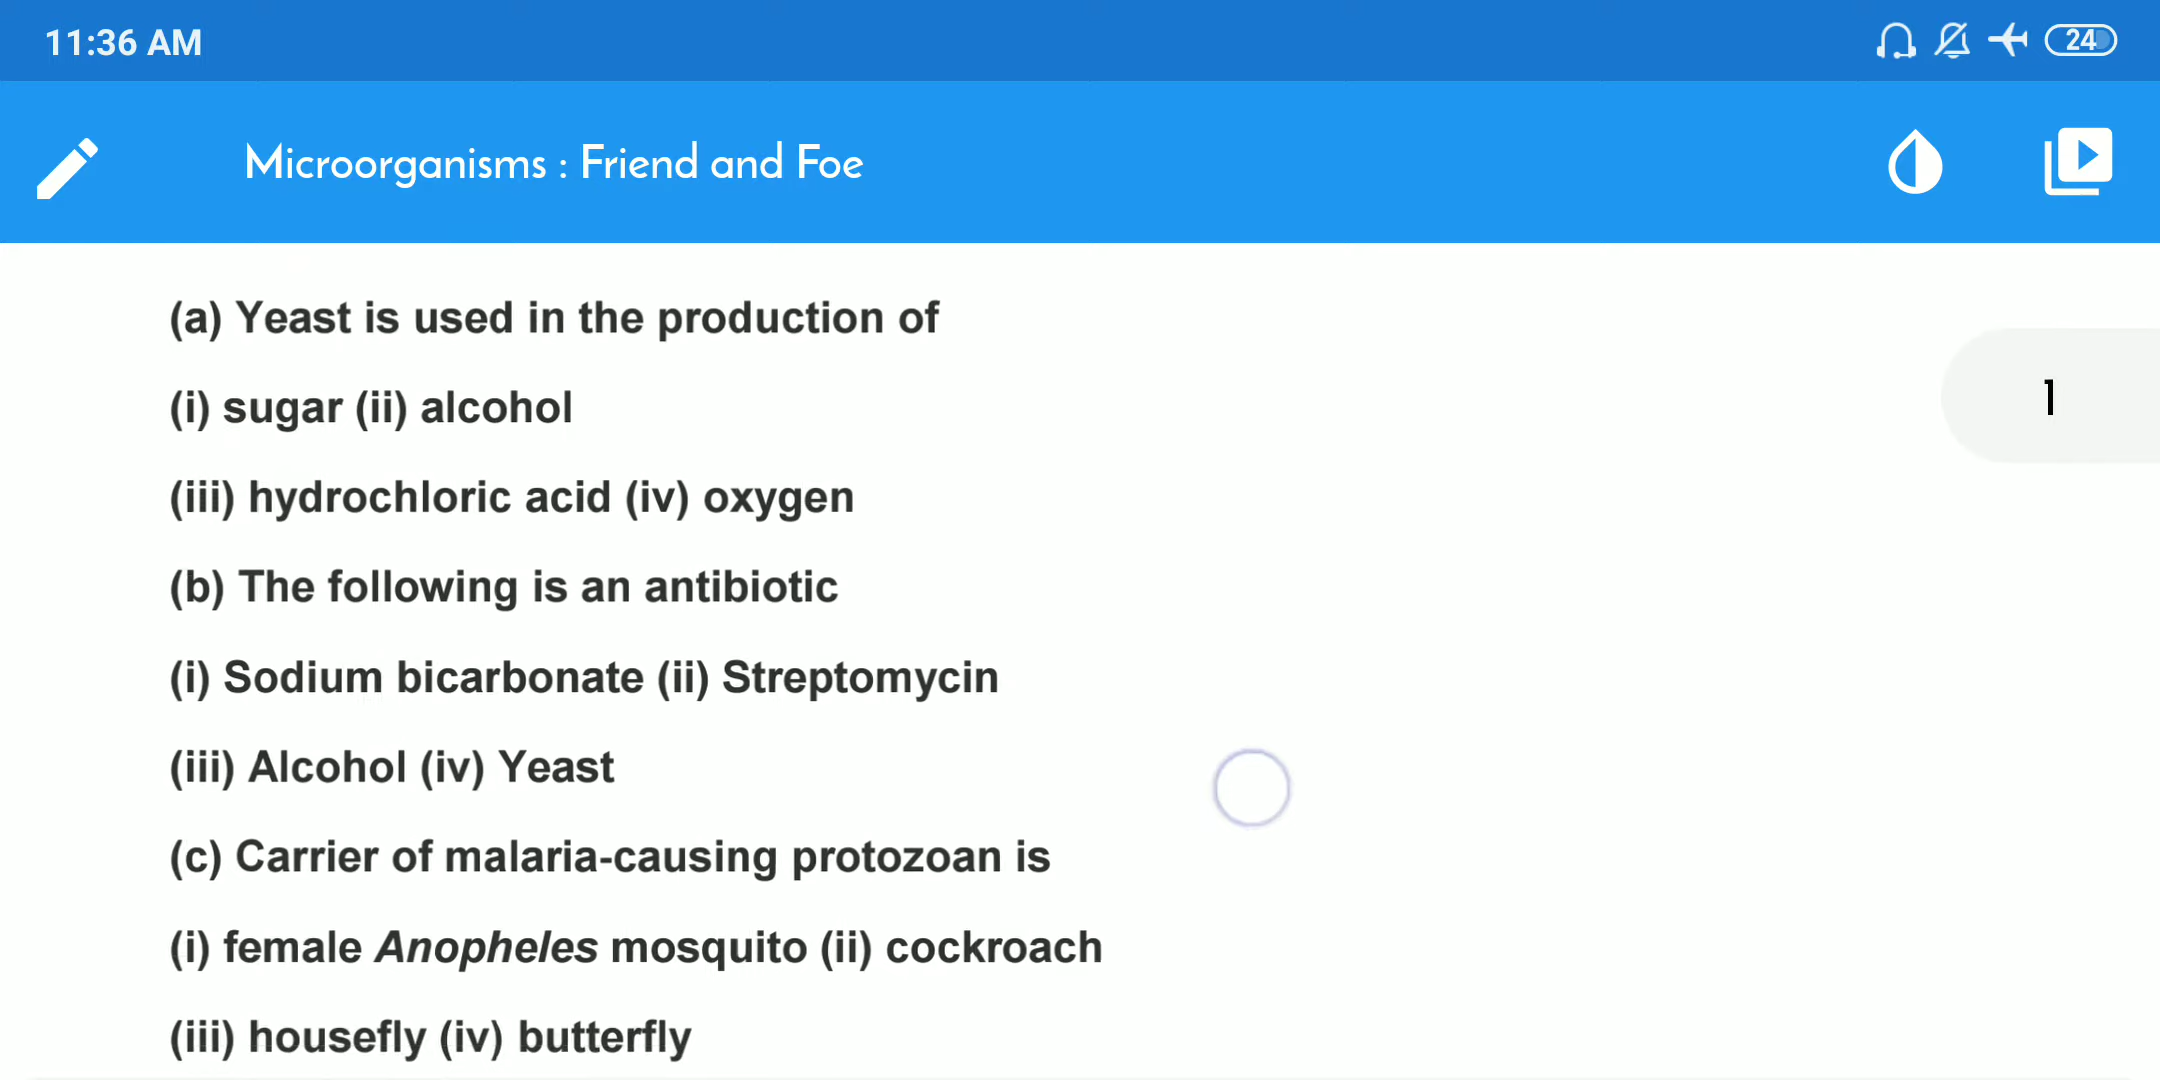 11:36 AM
24
Microorganisms : Friend and Foe
(a) Yeast is used in the production of
1
(i) sugar (ii) alcohol
(iii) hydrochloric acid (iv) oxygen
(b) The following is an antibiotic
(i) Sodium bicarbonate (ii) Streptomycin
(iii) Alcohol (iv) Yeast
(c) Carrier of malaria-causing protozoan is
(i) female Anopheles mosquito (ii) cockroach
(iii) housefly (iv) butterfly